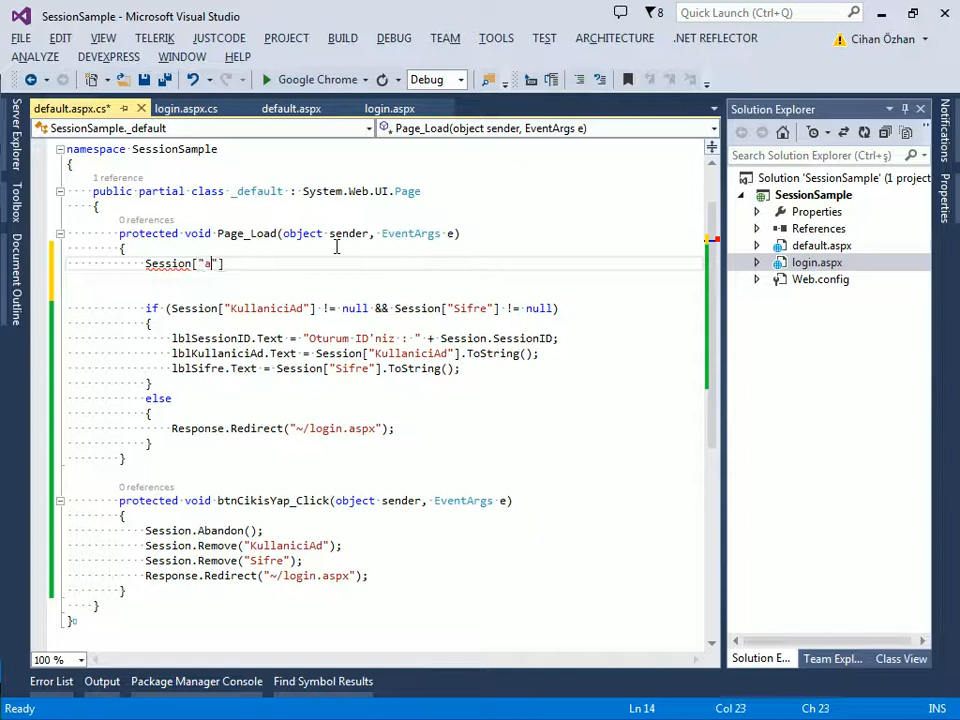 SessionSample - Microsoft Visual Studio
8
Quick Launch (Ctrl+Q)
FILE EDIT VIEW TELERIK JUSTCODE PROJECT BUILD DEBUG TEAM TOOLS TEST ARCHITECTURE .NET REFLECTOR
Cihan Özhan
ANALYZE DEVEXPRESS WINDOW HELP
Google Chrome
Debug
default.aspx.cs* login.aspx.cs default.aspx login.aspx
SessionSample._default
Page_Load(object sender, EventArgs e)
namespace SessionSample
{
1 reference
public partial class _default : System.Web.UI.Page
{
0 references
protected void Page_Load(object sender, EventArgs e)
{
Session["a"]
if (Session["KullaniciAd"] != null && Session["Sifre"] != null)
{
lblSessionID.Text = "Oturum ID'niz : " + Session.SessionID;
lblKullaniciAd.Text = Session["KullaniciAd"].ToString();
lblSifre.Text = Session["Sifre"].ToString();
}
else
{
Response.Redirect("~/login.aspx");
}
}
0 references
protected void btnCikisYap_Click(object sender, EventArgs e)
{
Session.Abandon();
Session.Remove("KullaniciAd");
Session.Remove("Sifre");
Response.Redirect("~/login.aspx");
}
}
}
100 %
Server Explorer
Toolbox
Document Outline
Solution Explorer
Search Solution Explorer (Ctrl+ş)
Solution 'SessionSample' (1 project
SessionSample
Properties
References
default.aspx
login.aspx
Web.config
Notifications
Properties
Solution E... Team Expl... Class View
Error List Output Package Manager Console Find Symbol Results
Ready
Ln 14 Col 23 Ch 23 INS